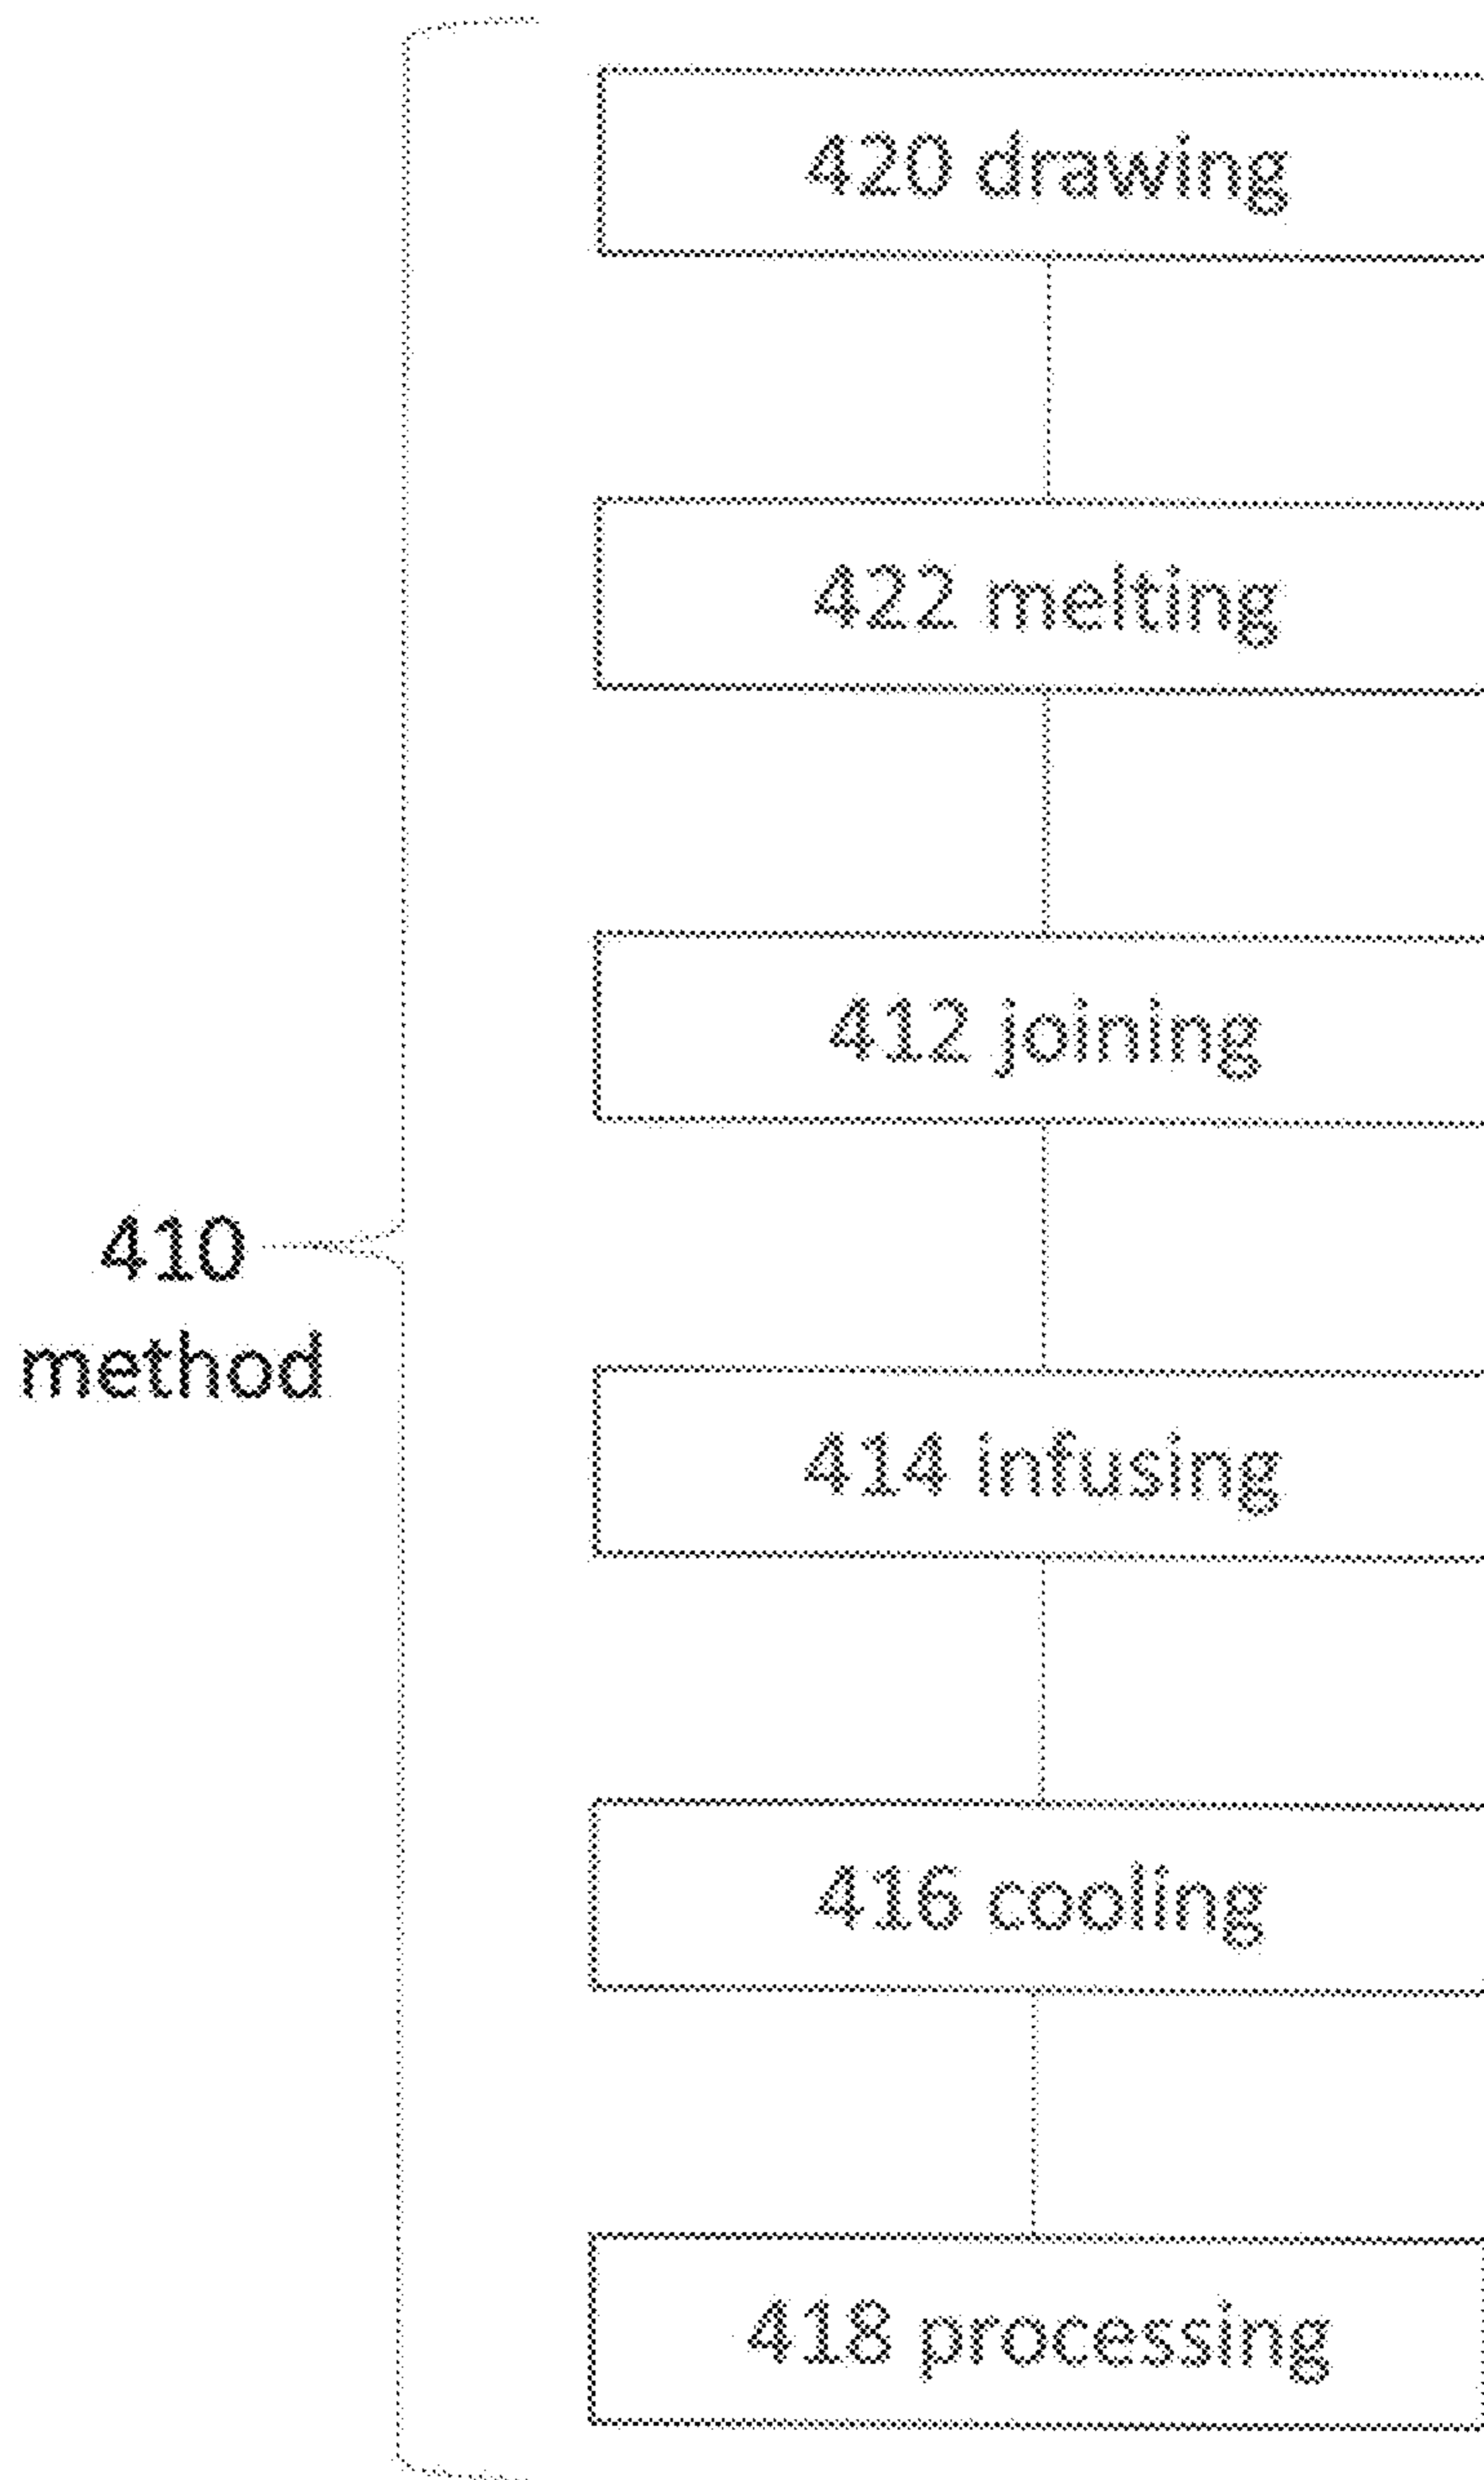 420 drawing
422 melting
412 joining
410
method
414 infusing
416 cooling
418 processing